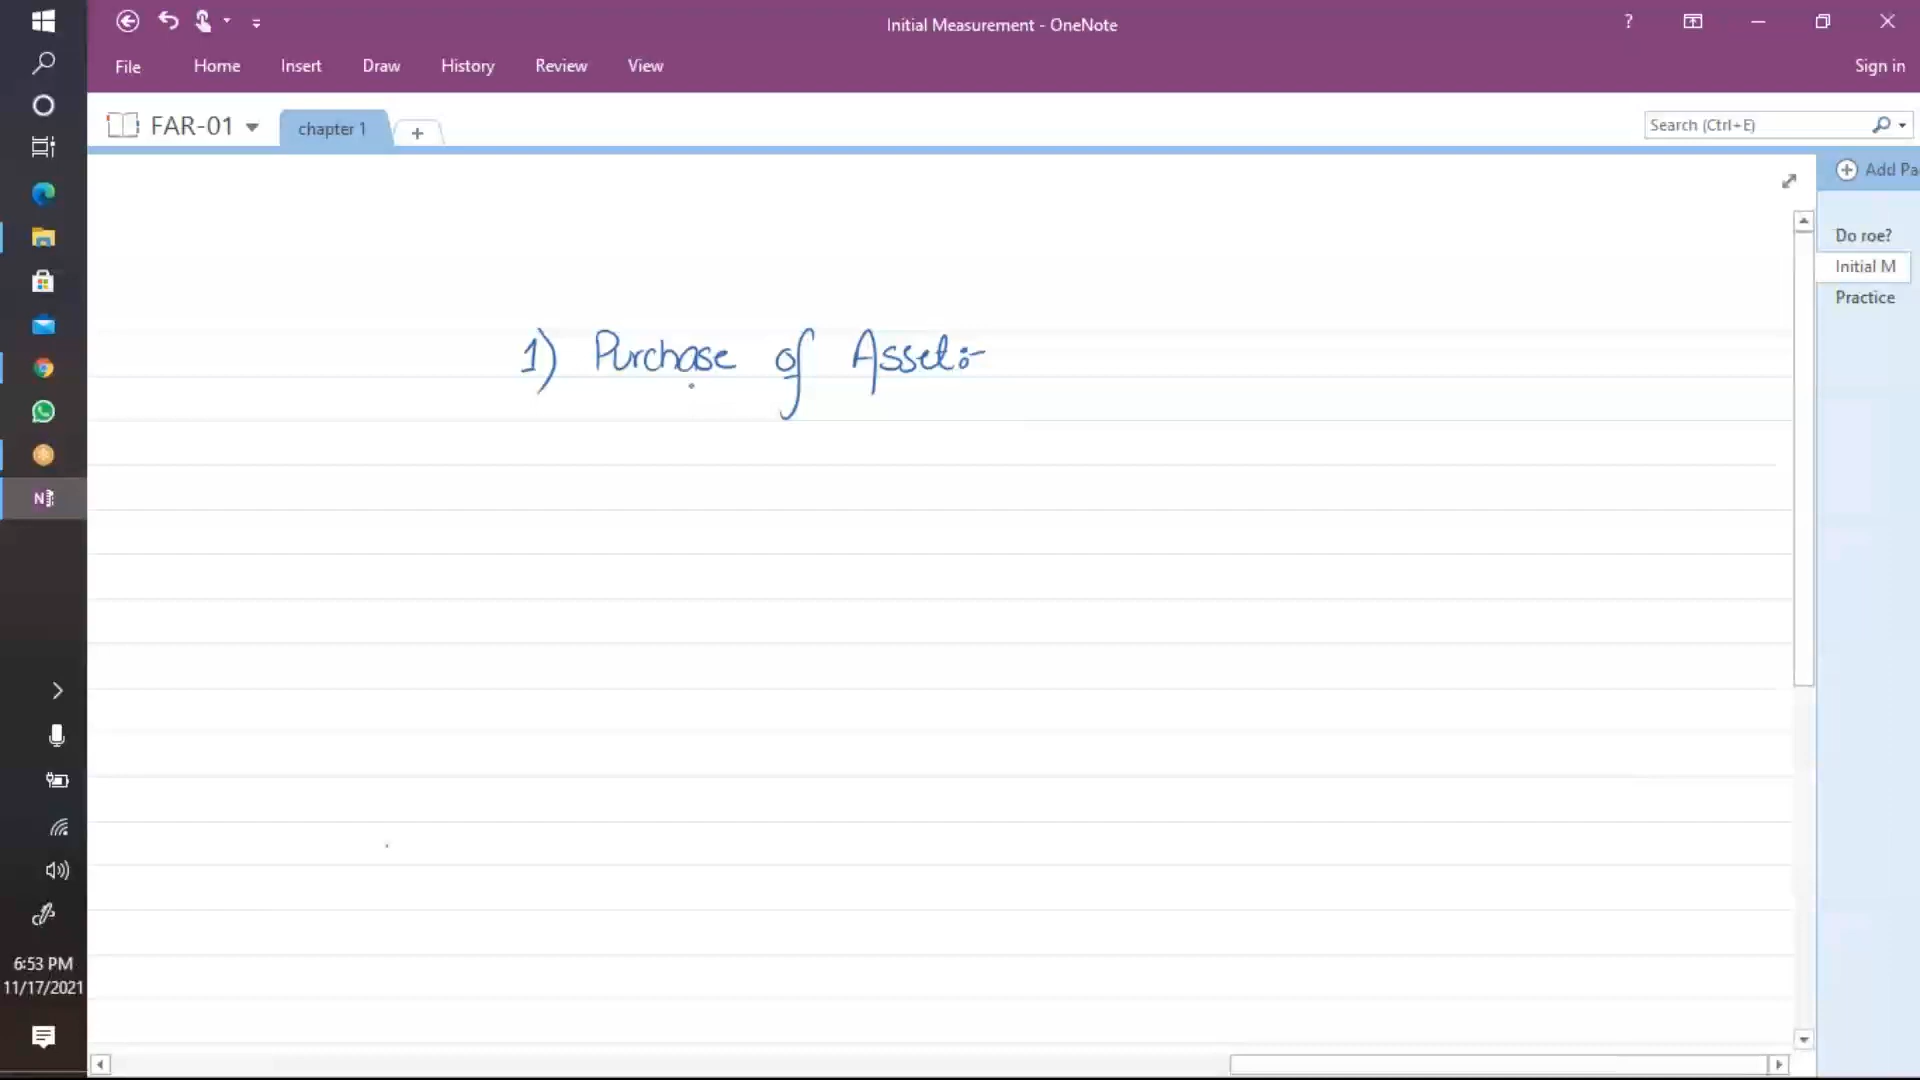 Initial Measurement - OneNote
?
File Home Insert Draw History Review View
Sign in
FAR-01
chapter 1
+
Search (Ctrl+E)
Add Pa
Do roe?
Initial M
Practice
1) Purchase of Asset:-
N
6:53 PM
11/17/2021